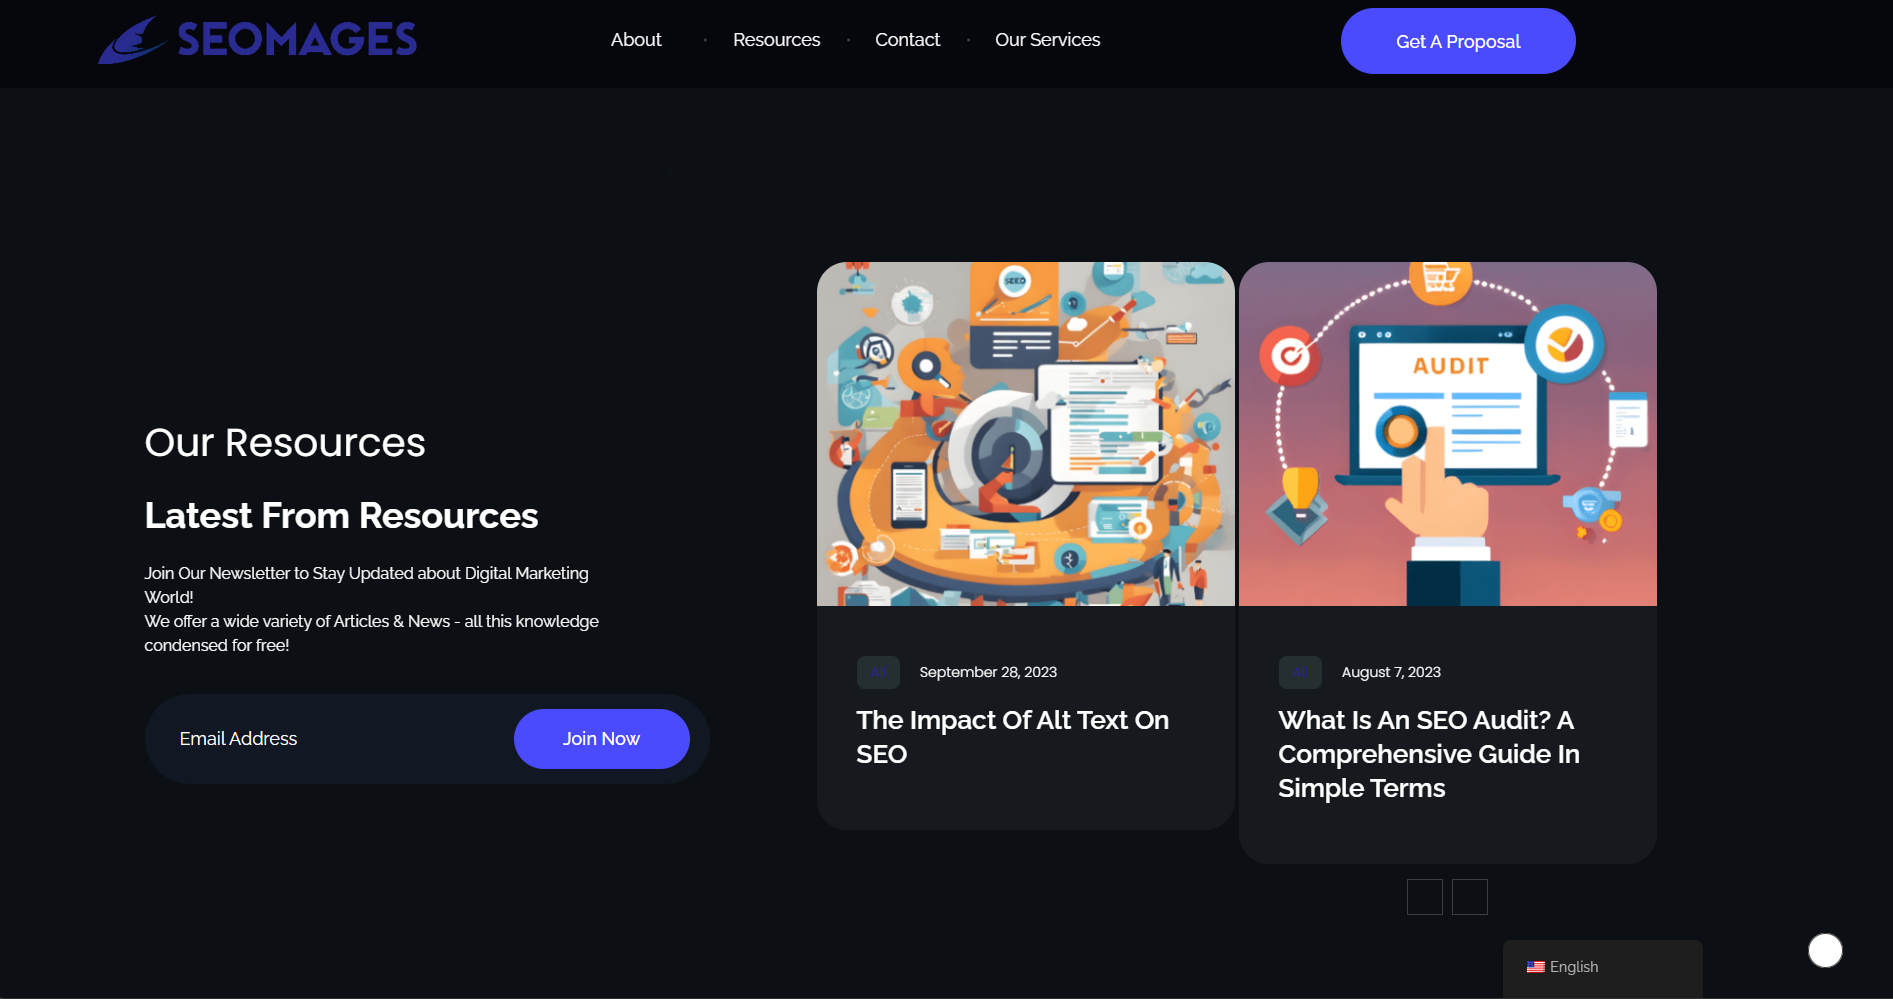 SEOMAGES
About
Resources
Contact
Our Services
Get A Proposal
Our Resources
Latest From Resources
Join Our Newsletter to Stay Updated about Digital Marketing
World!
We offer a wide variety of Articles & News - all this knowledge
condensed for free!
Email Address
Join Now
SEEO
All
September 28, 2023
The Impact Of Alt Text On
SEO
AUDIT
All
August 7, 2023
What Is An SEO Audit? A
Comprehensive Guide In
Simple Terms
English